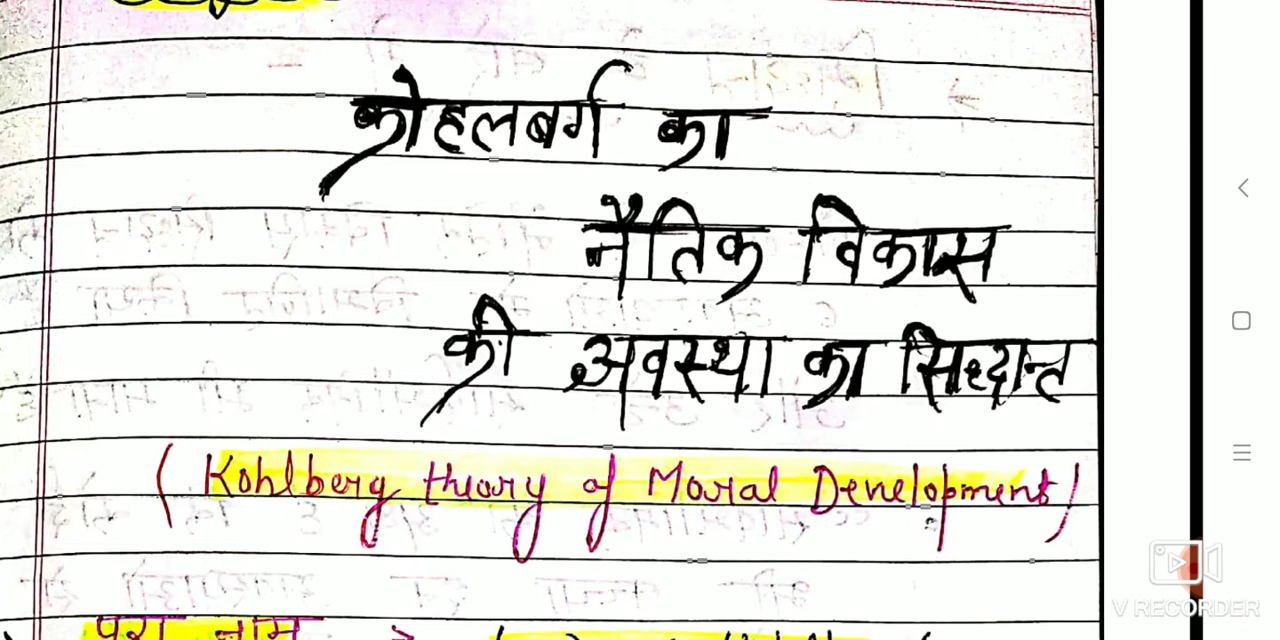 कोहलबर्ग का
नैतिक विकास
की अवस्था का सिद्धान्त
( Kohlberg theory of Moral Development)
V RECORDER